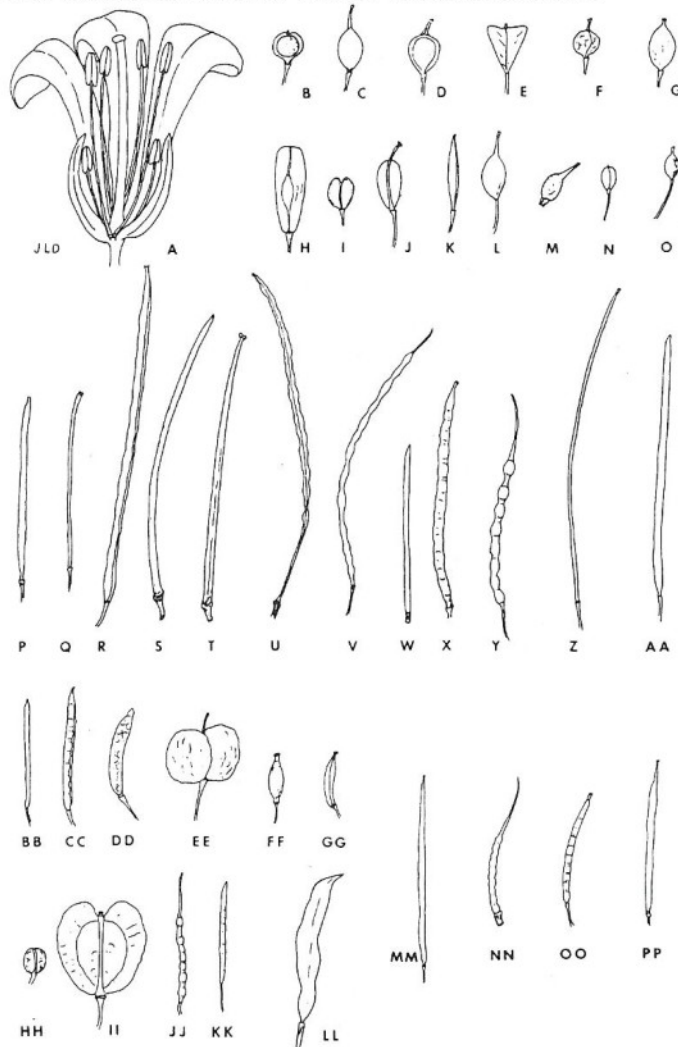 B C D E F G
JLD A H I J K L M N O
P Q R S T U V W X Y Z AA
BB CC DD EE FF GG
MM NN OO PP
HH II JJ KK LL